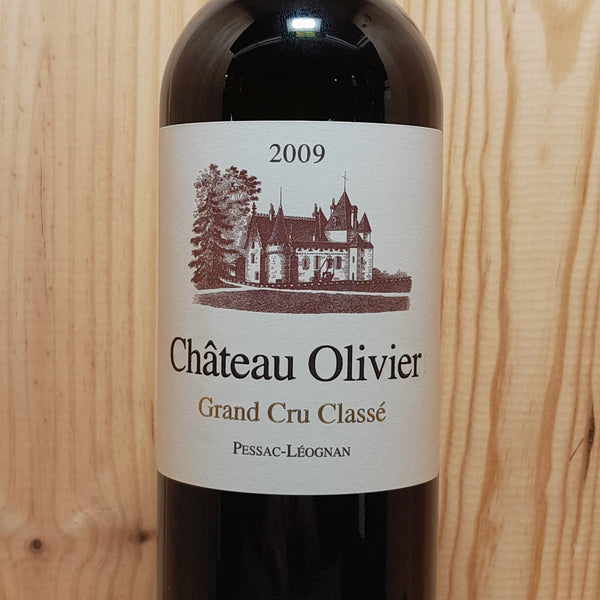 2009
Château Olivier
Grand Cru Classé
Pessac-Léognan